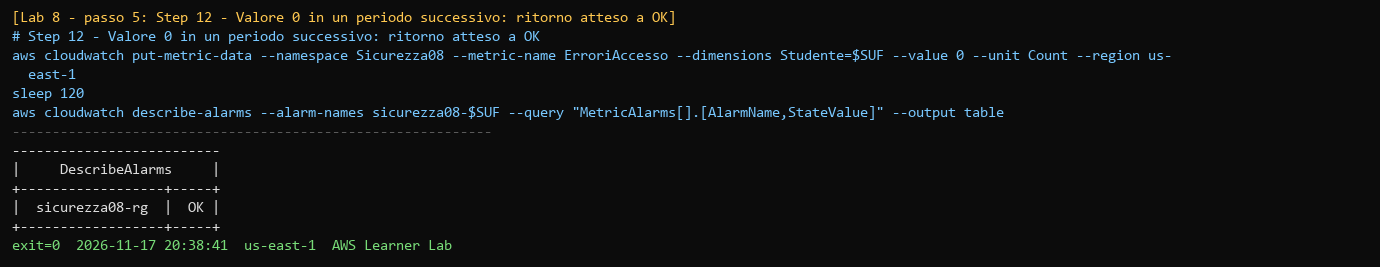 [Lab 8 - passo 5: Step 12 - Valore 0 in un periodo successivo: ritorno atteso a OK]
# Step 12 - Valore 0 in un periodo successivo: ritorno atteso a OK
aws cloudwatch put-metric-data --namespace Sicurezza08 --metric-name ErroriAccesso --dimensions Studente=$SUF --value 0 --unit Count --region us-
  east-1
sleep 120
aws cloudwatch describe-alarms --alarm-names sicurezza08-$SUF --query "MetricAlarms[].[AlarmName,StateValue]" --output table
------------------------------------------------------------
--------------------------
|     DescribeAlarms     |
+------------------+-----+
|  sicurezza08-rg  |  OK |
+------------------+-----+
exit=0  2026-11-17 20:38:41  us-east-1  AWS Learner Lab